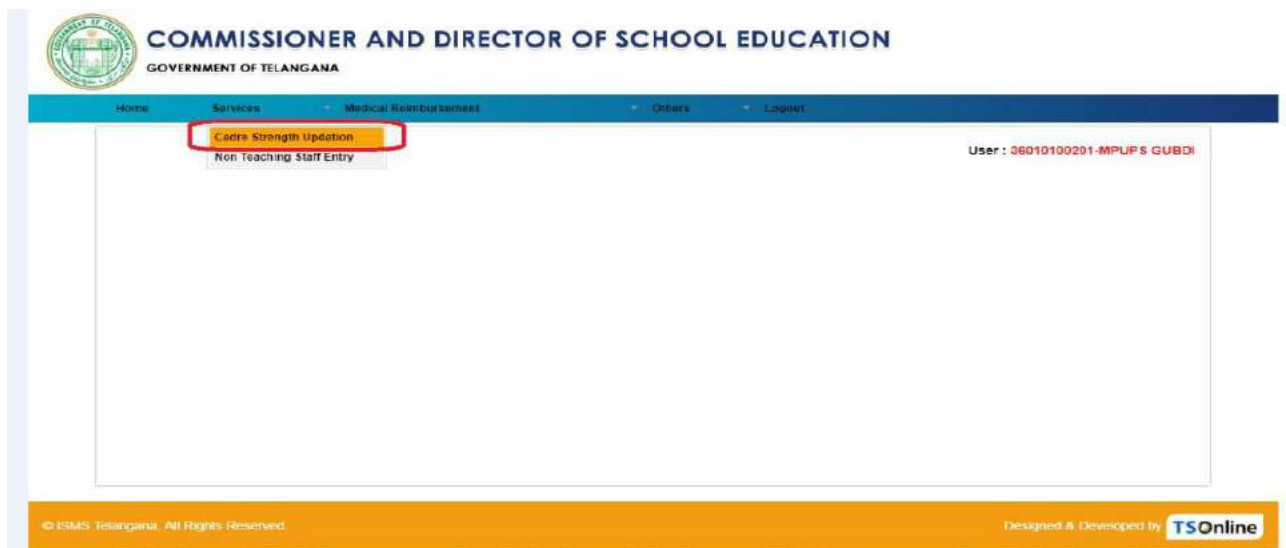 COMMISSIONER AND DIRECTOR OF SCHOOL EDUCATION
GOVERNMENT OF TELANGANA
Home Services Medical Reimbursement Others Logout
Cadre Strength Updation
Non Teaching Staff Entry
User : 36010100201-MPUPS GUBDI
© ISMS Telangana. All Rights Reserved. Designed & Developed by TSOnline